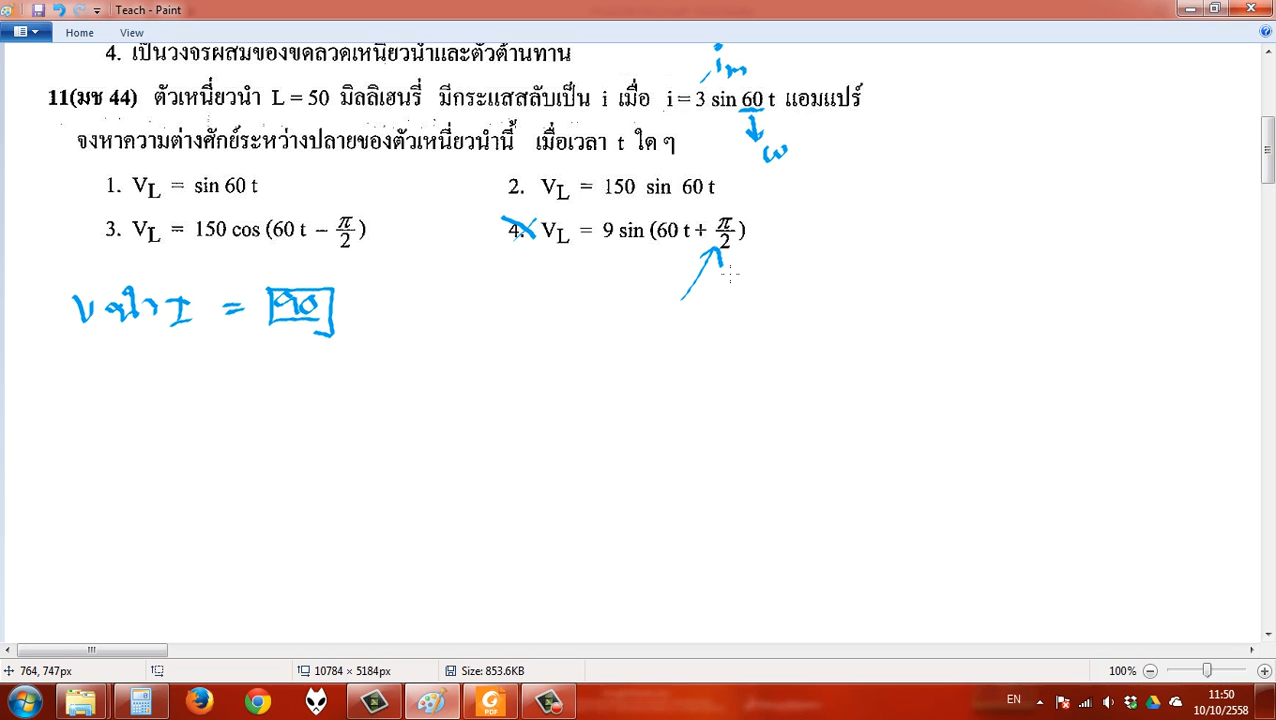 Teach - Paint
Home View
4. เป็นวงจรผสมของขดลวดเหนี่ยวนำและตัวต้านทาน
im
11(มช 44) ตัวเหนี่ยวนำ L = 50 มิลลิเฮนรี่ มีกระแสสลับเป็น i เมื่อ i = 3 sin 60 t แอมแปร์
จงหาความต่างศักย์ระหว่างปลายของตัวเหนี่ยวนำนี้ เมื่อเวลา t ใด ๆ
ω
1. VL = sin 60 t 2. VL = 150 sin 60 t
3. VL = 150 cos (60 t – π/2) 4. VL = 9 sin (60 t + π/2)
V นำ I = 90
764, 747px 10784 × 5184px Size: 853.6KB 100%
PDF EN 11:50
10/10/2558